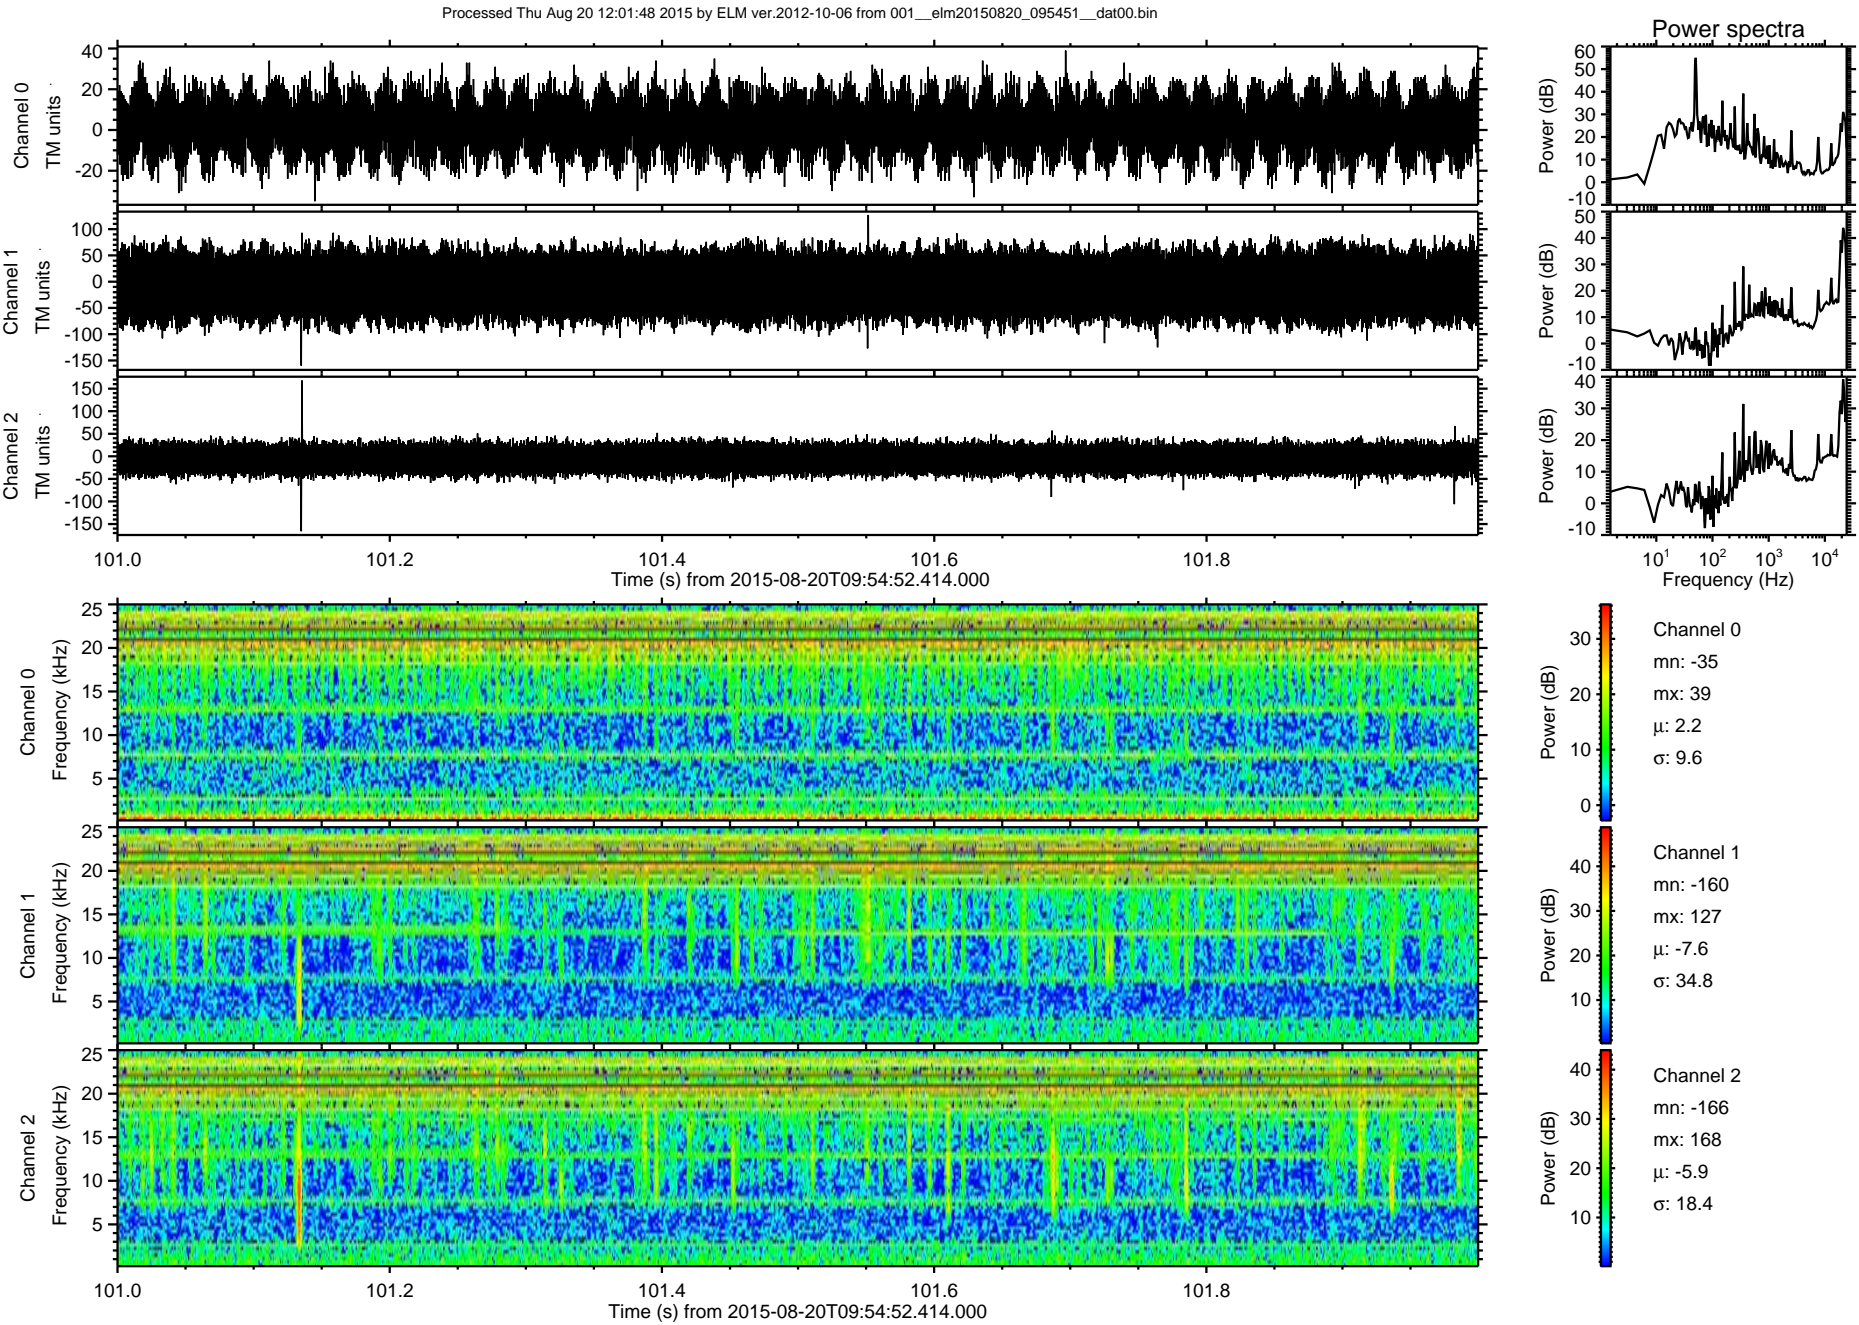 Processed Thu Aug 20 12:01:48 2015 by ELM ver.2012-10-06 from 001__elm20150820_095451__dat00.bin
Power spectra
Channel 0
TM units
40
20
0
-20
Power (dB)
60
50
40
30
20
10
0
-10
Channel 1
TM units
100
50
0
-50
-100
-150
Power (dB)
50
40
30
20
10
0
-10
Channel 2
TM units
150
100
50
0
-50
-100
-150
Power (dB)
40
30
20
10
0
-10
101.0 101.2 101.4 101.6 101.8
Time (s) from 2015-08-20T09:54:52.414.000
10^1 10^2 10^3 10^4
Frequency (Hz)
Channel 0
Frequency (kHz)
25
20
15
10
5
Power (dB)
30
20
10
0
Channel 0
mn: -35
mx: 39
μ: 2.2
σ: 9.6
Channel 1
Frequency (kHz)
25
20
15
10
5
Power (dB)
40
30
20
10
Channel 1
mn: -160
mx: 127
μ: -7.6
σ: 34.8
Channel 2
Frequency (kHz)
25
20
15
10
5
Power (dB)
40
30
20
10
Channel 2
mn: -166
mx: 168
μ: -5.9
σ: 18.4
101.0 101.2 101.4 101.6 101.8
Time (s) from 2015-08-20T09:54:52.414.000